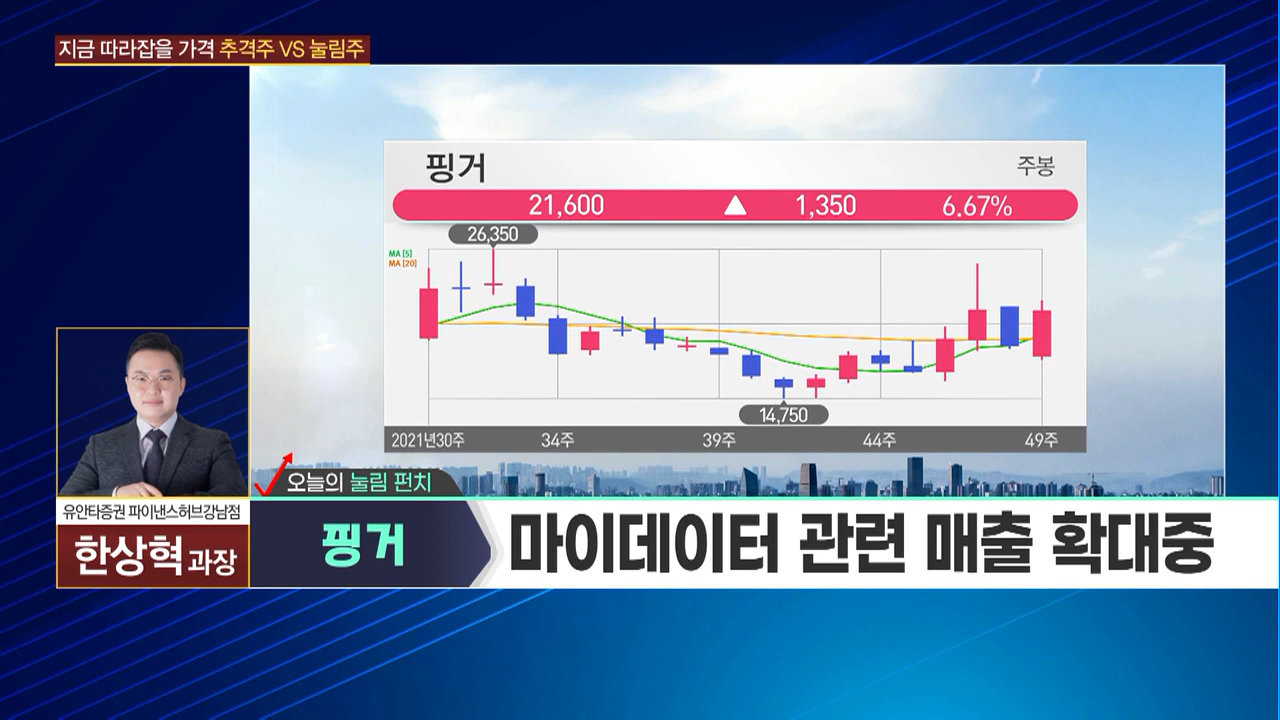 지금 따라잡을 가격 추격주 VS 눌림주
핑거
주봉
21,600 ▲ 1,350 6.67%
26,350
MA [5]
MA [20]
14,750
2021년30주 34주 39주 44주 49주
오늘의 눌림 펀치
유안타증권 파이낸스허브강남점
한상혁 과장
핑거
마이데이터 관련 매출 확대중